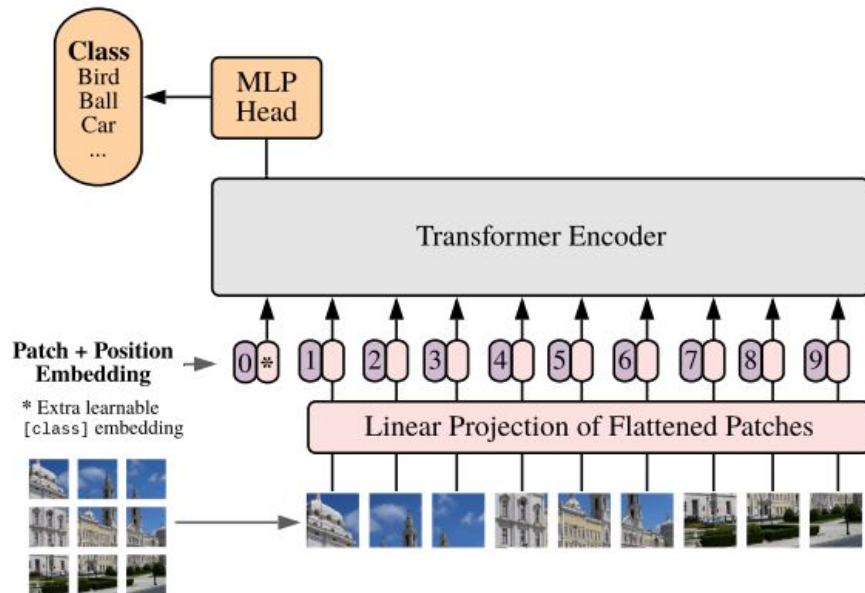 Class
Bird
Ball
Car
...
MLP
Head
Transformer Encoder
Patch + Position
Embedding
0 * 1 2 3 4 5 6 7 8 9
* Extra learnable
[class] embedding
Linear Projection of Flattened Patches